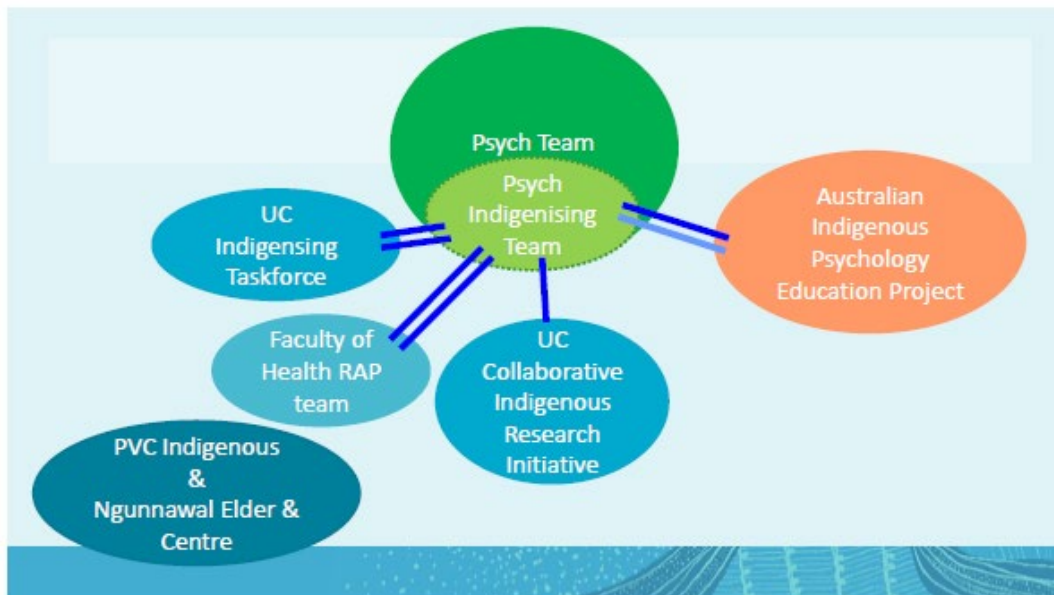 Psych Team
Psych
Indigenising
Team
UC
Indigensing
Taskforce
Australian
Indigenous
Psychology
Education Project
Faculty of
Health RAP
team
UC
Collaborative
Indigenous
Research
Initiative
PVC Indigenous
&
Ngunnawal Elder &
Centre